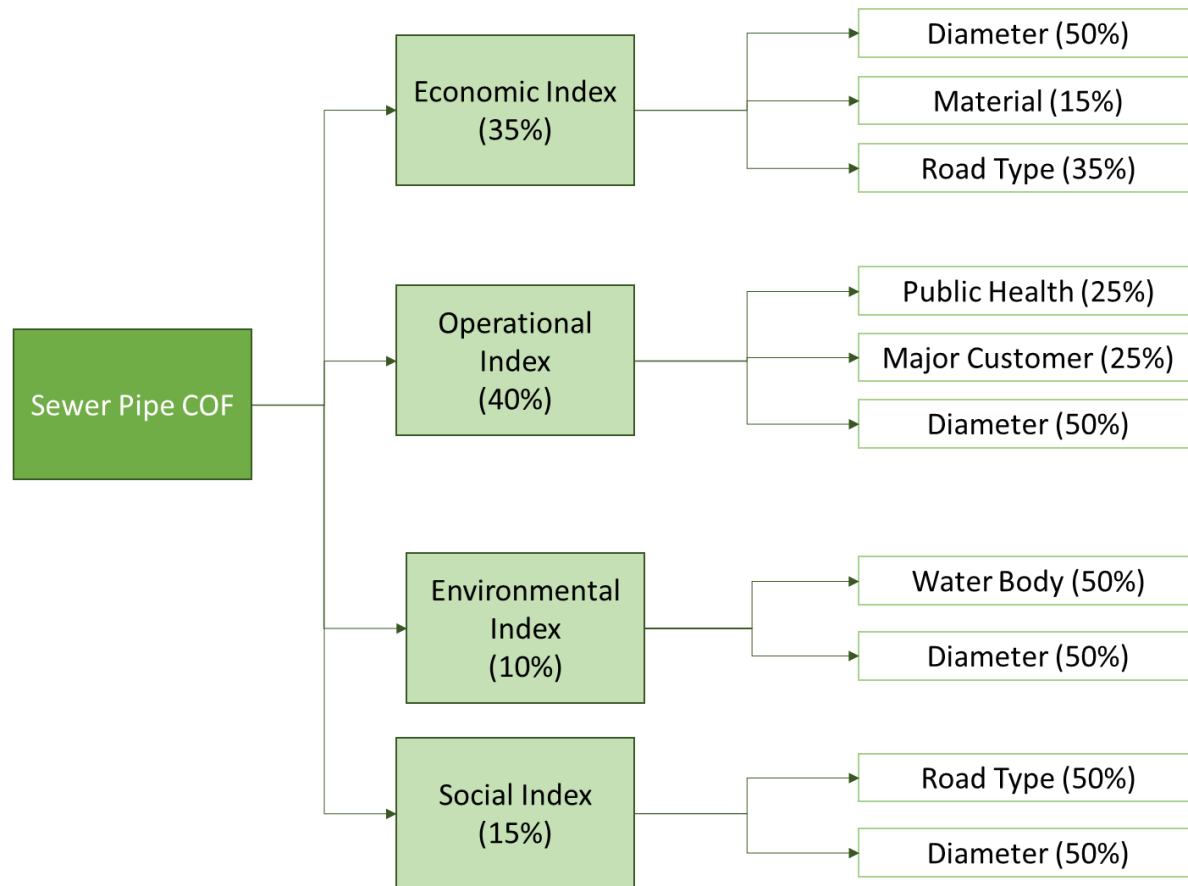 Sewer Pipe COF
Economic Index
(35%)
Diameter (50%)
Material (15%)
Road Type (35%)
Operational
Index
(40%)
Public Health (25%)
Major Customer (25%)
Diameter (50%)
Environmental
Index
(10%)
Water Body (50%)
Diameter (50%)
Social Index
(15%)
Road Type (50%)
Diameter (50%)